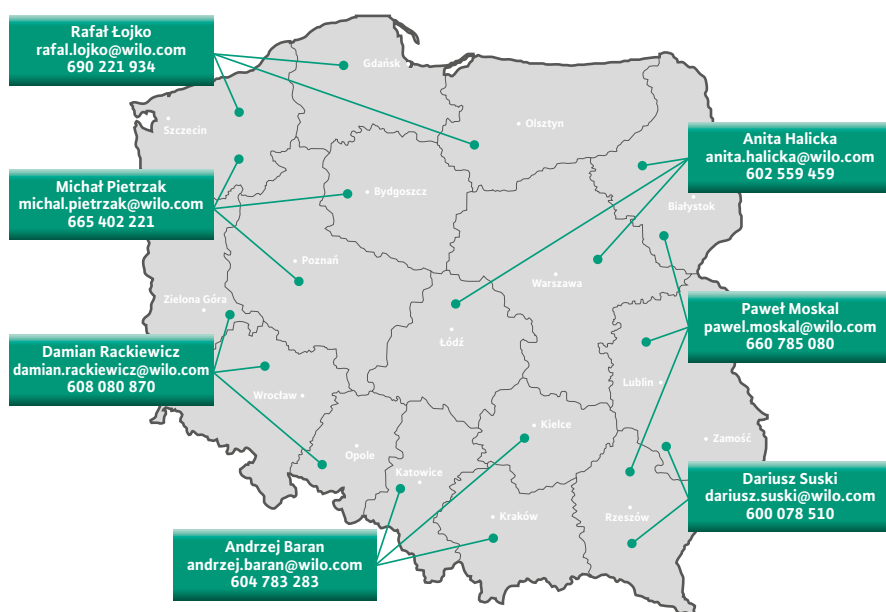 Rafał Łojko
rafal.lojko@wilo.com
690 221 934
Gdańsk
Szczecin
Olsztyn
Anita Halicka
anita.halicka@wilo.com
602 559 459
Michał Pietrzak
michal.pietrzak@wilo.com
665 402 221
Bydgoszcz
Białystok
Poznań
Warszawa
Zielona Góra
Paweł Moskal
pawel.moskal@wilo.com
660 785 080
Łódź
Damian Rackiewicz
damian.rackiewicz@wilo.com
608 080 870
Wrocław
Lublin
Kielce
Zamość
Opole
Katowice
Dariusz Suski
dariusz.suski@wilo.com
600 078 510
Kraków
Rzeszów
Andrzej Baran
andrzej.baran@wilo.com
604 783 283